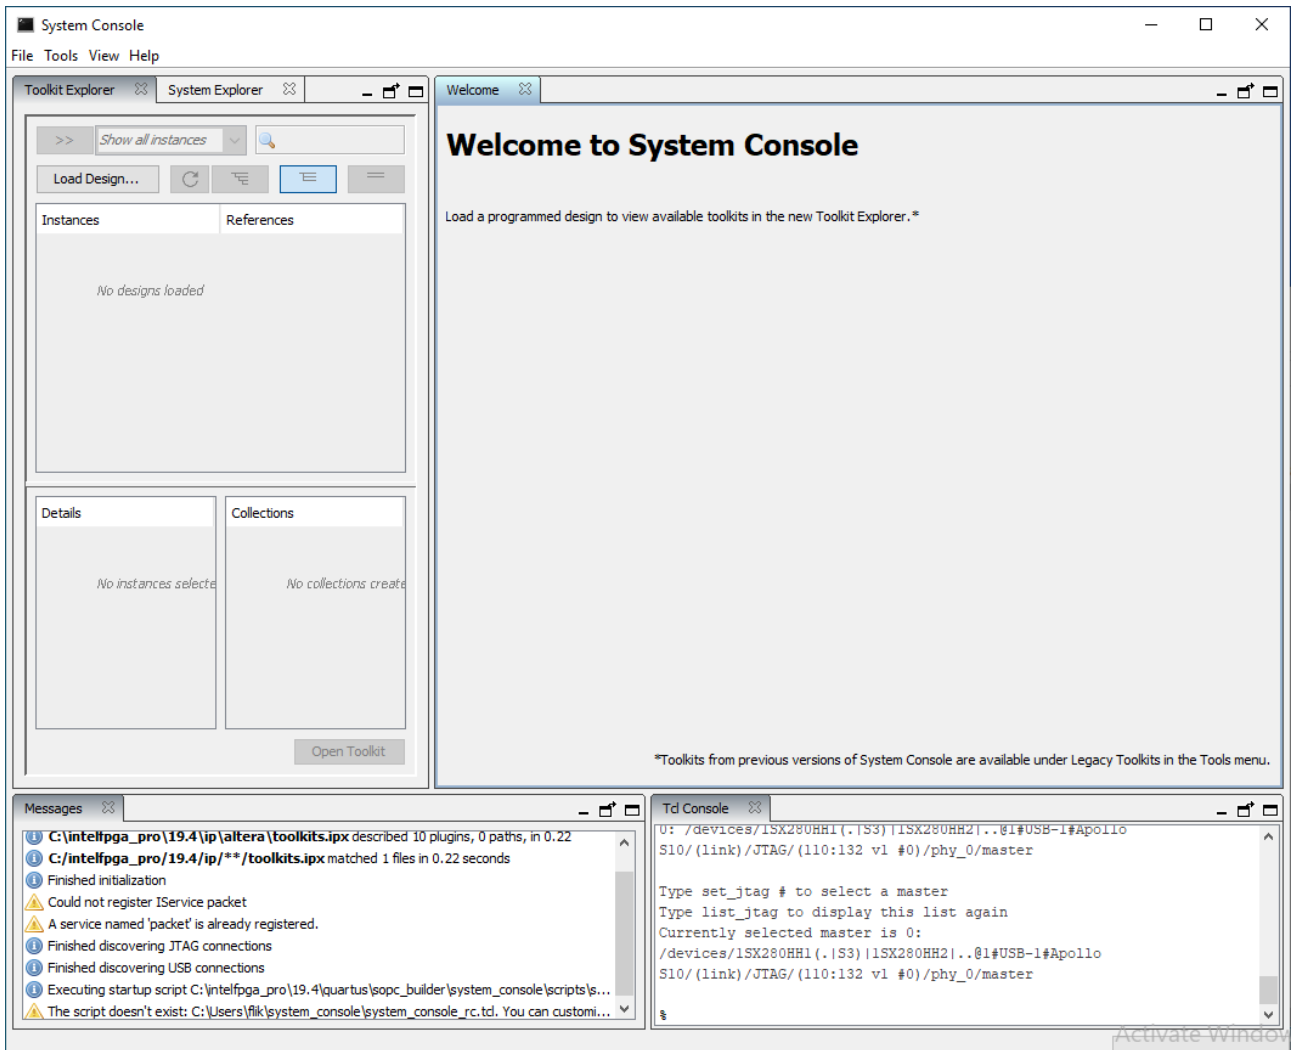 System Console
File Tools View Help
Toolkit Explorer System Explorer
Welcome
>> Show all instances
Welcome to System Console
Load Design...
Instances References
Load a programmed design to view available toolkits in the new Toolkit Explorer.*
No designs loaded
Details Collections
No instances selecte No collections create
Open Toolkit
*Toolkits from previous versions of System Console are available under Legacy Toolkits in the Tools menu.
Messages
C:\intelfpga_pro\19.4\ip\altera\toolkits.ipx described 10 plugins, 0 paths, in 0.22
C:/intelfpga_pro/19.4/ip/**/toolkits.ipx matched 1 files in 0.22 seconds
Finished initialization
Could not register IService packet
A service named 'packet' is already registered.
Finished discovering JTAG connections
Finished discovering USB connections
Executing startup script C:\intelfpga_pro\19.4\quartus\sopc_builder\system_console\scripts\s...
The script doesn't exist: C:\Users\flik\system_console\system_console_rc.tcl. You can customi...
Tcl Console
0: /devices/1SX280HH1(.|S3)|1SX280HH2|..@1#USB-1#Apollo
S10/(link)/JTAG/(110:132 v1 #0)/phy_0/master
Type set_jtag # to select a master
Type list_jtag to display this list again
Currently selected master is 0:
/devices/1SX280HH1(.|S3)|1SX280HH2|..@1#USB-1#Apollo
S10/(link)/JTAG/(110:132 v1 #0)/phy_0/master
%
Activate Window